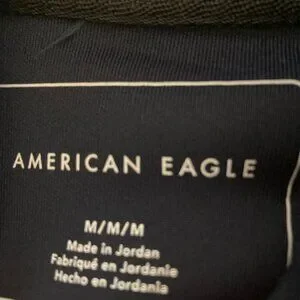 AMERICAN EAGLE
M/M/M
Made in Jordan
Fabriqué en Jordanie
Hecho en Jordania